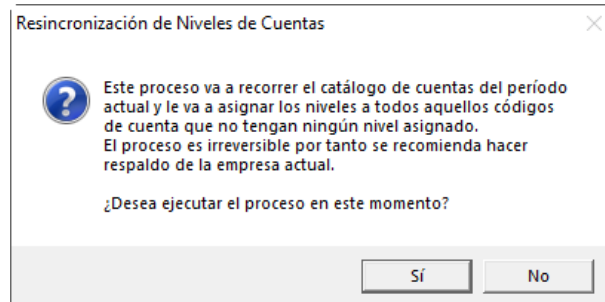 Resincronización de Niveles de Cuentas
Este proceso va a recorrer el catálogo de cuentas del período
actual y le va a asignar los niveles a todos aquellos códigos
de cuenta que no tengan ningún nivel asignado.
El proceso es irreversible por tanto se recomienda hacer
respaldo de la empresa actual.
¿Desea ejecutar el proceso en este momento?
Sí
No